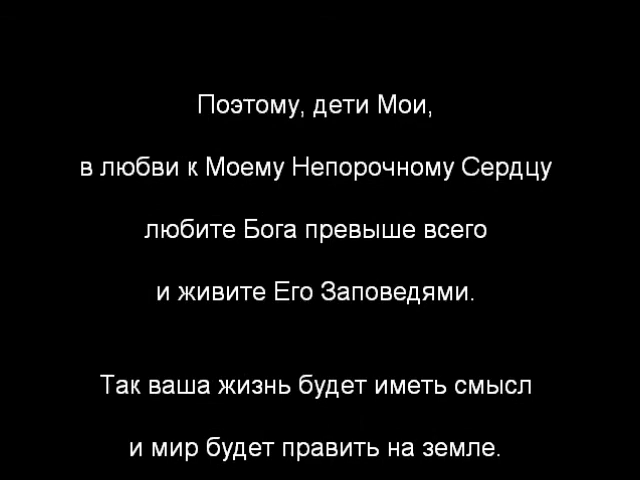 Поэтому, дети Мои,
в любви к Моему Непорочному Сердцу
любите Бога превыше всего
и живите Его Заповедями.
Так ваша жизнь будет иметь смысл
и мир будет править на земле.